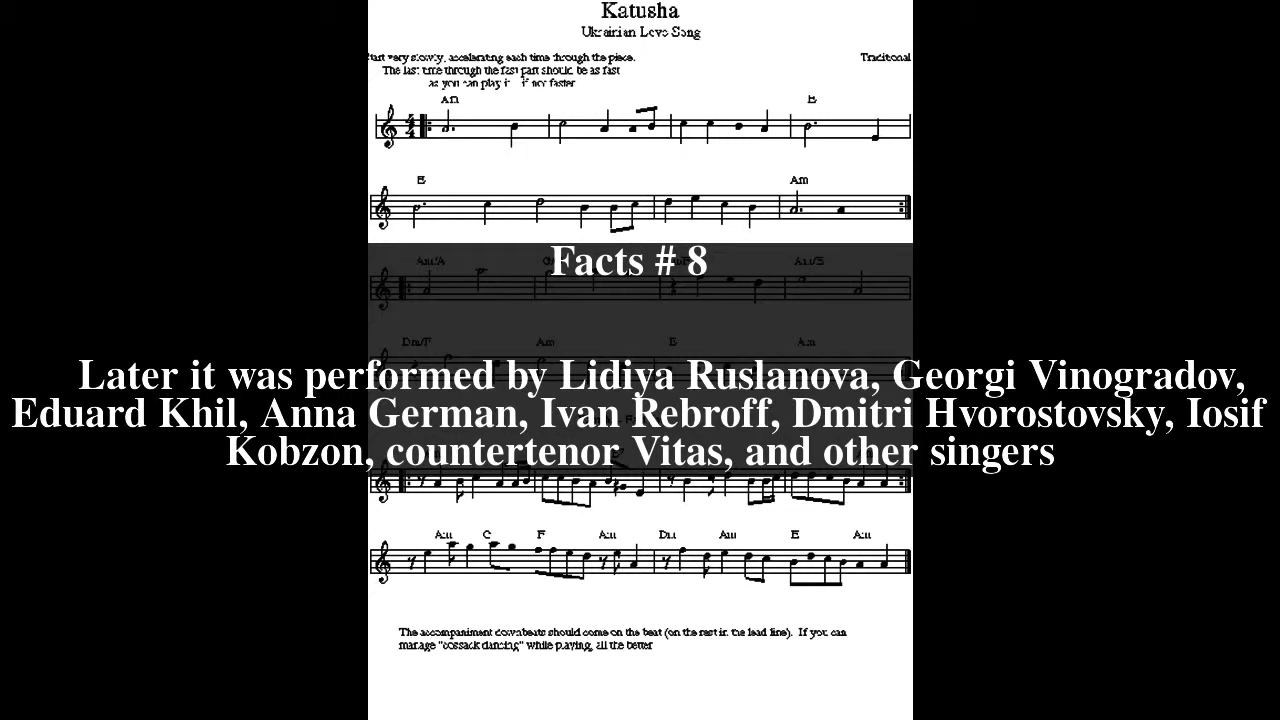 Katusha
Ukrainian Love Song
Start very slowly, accelerating each time through the piece.
Traditional
The last time through the fast part should be as fast
as you can play it if not faster
Am E
E Am
Facts # 8
Am/E
Dm/F Am E Am
Later it was performed by Lidiya Ruslanova, Georgi Vinogradov,
Eduard Khil, Anna German, Ivan Rebroff, Dmitri Hvorostovsky, Iosif
Kobzon, countertenor Vitas, and other singers
Am C F Am Dm Am E Am
The accompaniment downbeats should come on the beat (on the rest in the lead line). If you can
manage "cossack dancing" while playing, all the better